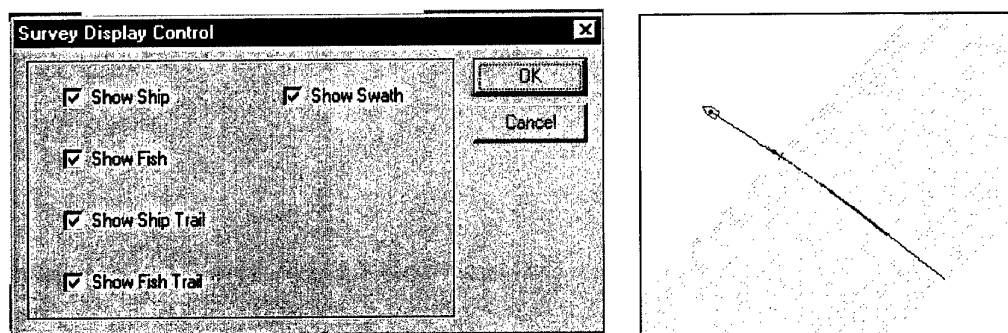 Survey Display Control
Show Ship
Show Swath
OK
Show Fish
Cancel
Show Ship Trail
Show Fish Trail